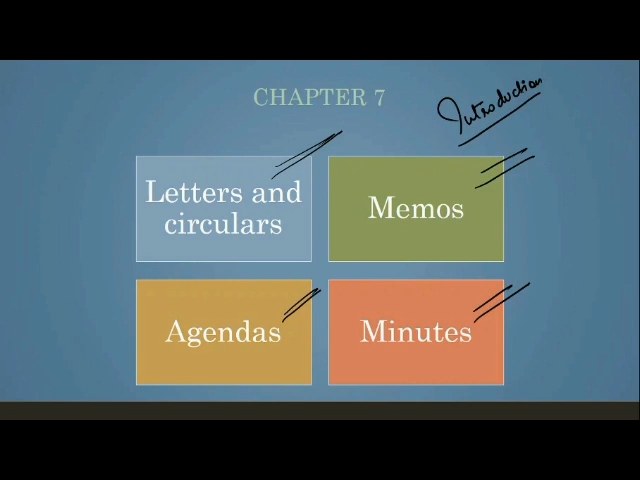 CHAPTER 7
Introduction
Letters and
circulars
Memos
Agendas
Minutes